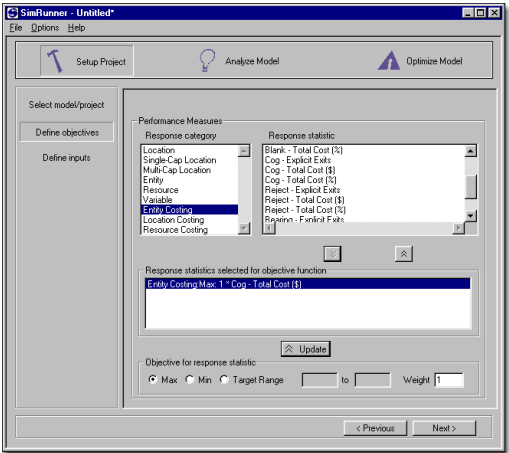 SimRunner - Untitled*
File Options Help
Setup Project
Analyze Model
Optimize Model
Select model/project
Define objectives
Define inputs
Performance Measures
Response category
Location
Single-Cap Location
Multi-Cap Location
Entity
Resource
Variable
Entity Costing
Location Costing
Resource Costing
Response statistic
Blank - Total Cost (%)
Cog - Explicit Exits
Cog - Total Cost ($)
Cog - Total Cost (%)
Reject - Explicit Exits
Reject - Total Cost ($)
Reject - Total Cost (%)
Bearing - Explicit Exits
Response statistics selected for objective function
Entity Costing:Max: 1 * Cog - Total Cost ($)
Update
Objective for response statistic
Max Min Target Range to Weight 1
< Previous Next >